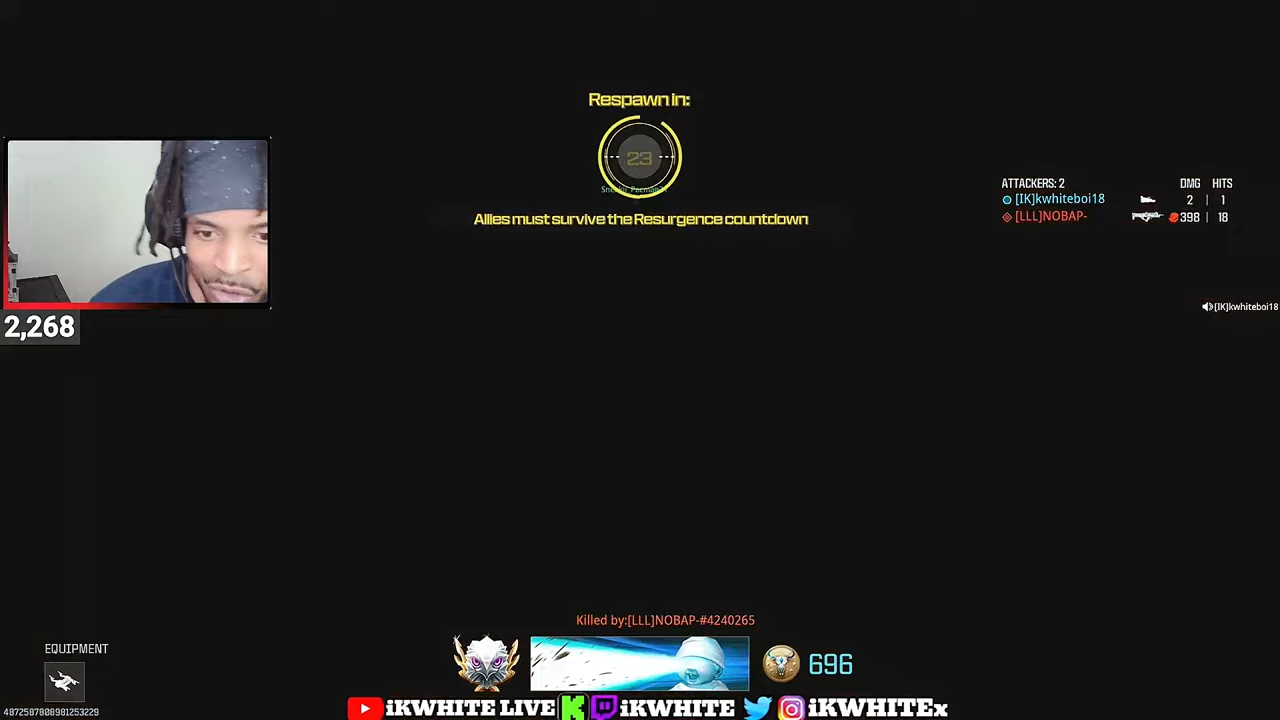 Respawn in:
23
Allies must survive the Resurgence countdown
ATTACKERS: 2 DMG HITS
[IK]kwhiteboi18 2 | 1
[LLL]NOBAP- 398 | 18
[IK]kwhiteboi18
2,268
Killed by:[LLL]NOBAP-#4240265
696
EQUIPMENT
4872587808981253229
iKWHITE LIVE iKWHITE iKWHITEx